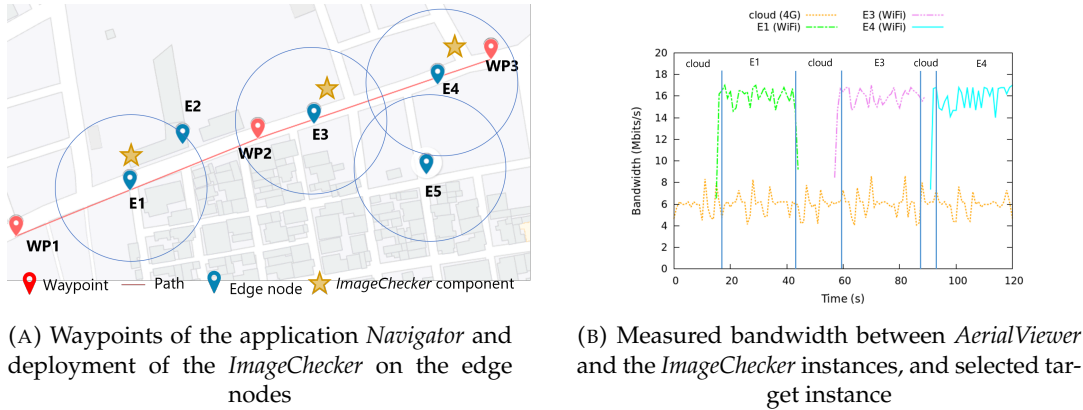 E2
E4
WP3
E3
WP2
E5
E1
WP1
Waypoint
Path
Edge node
ImageChecker component
(A) Waypoints of the application Navigator and
deployment of the ImageChecker on the edge
nodes
cloud (4G)
E1 (WiFi)
E3 (WiFi)
E4 (WiFi)
20
18
16
14
12
10
8
6
4
2
0
Bandwidth (Mbits/s)
cloud
E1
cloud
E3
cloud
E4
0
20
40
60
80
100
120
Time (s)
(B) Measured bandwidth between AerialViewer
and the ImageChecker instances, and selected tar-
get instance